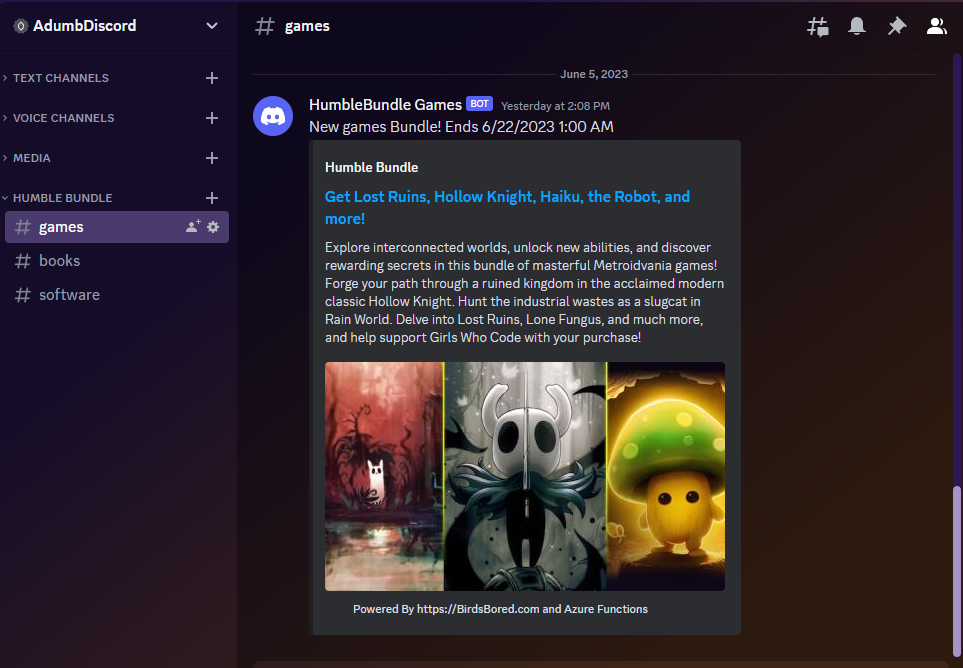 AdumbDiscord
# games
TEXT CHANNELS
VOICE CHANNELS
MEDIA
HUMBLE BUNDLE
# games
# books
# software
June 5, 2023
HumbleBundle Games BOT Yesterday at 2:08 PM
New games Bundle! Ends 6/22/2023 1:00 AM
Humble Bundle
Get Lost Ruins, Hollow Knight, Haiku, the Robot, and
more!
Explore interconnected worlds, unlock new abilities, and discover
rewarding secrets in this bundle of masterful Metroidvania games!
Forge your path through a ruined kingdom in the acclaimed modern
classic Hollow Knight. Hunt the industrial wastes as a slugcat in
Rain World. Delve into Lost Ruins, Lone Fungus, and much more,
and help support Girls Who Code with your purchase!
Powered By https://BirdsBored.com and Azure Functions